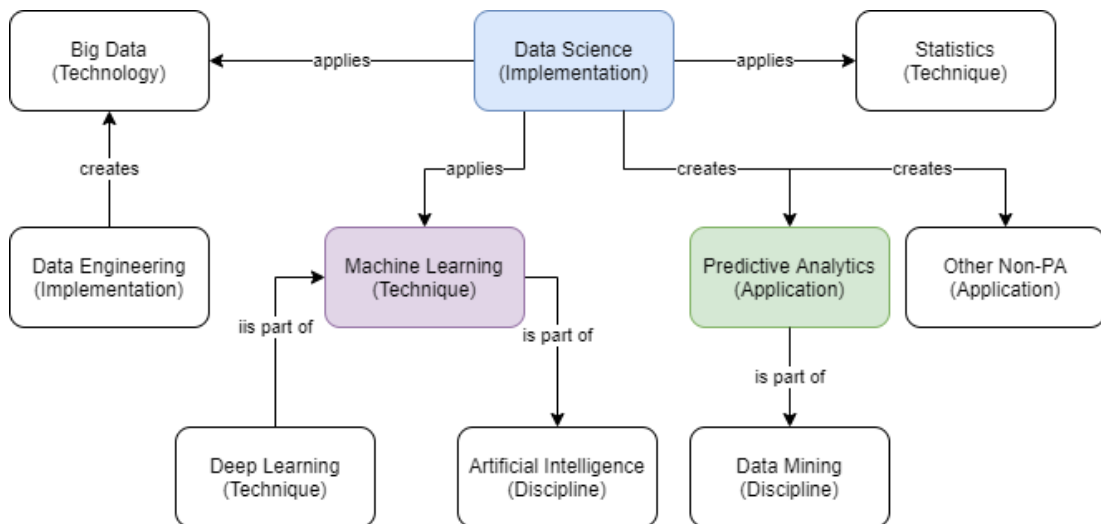 Big Data
(Technology)
applies
Data Science
(Implementation)
applies
Statistics
(Technique)
creates
applies
creates
creates
Data Engineering
(Implementation)
Machine Learning
(Technique)
Predictive Analytics
(Application)
Other Non-PA
(Application)
iis part of
is part of
is part of
Deep Learning
(Technique)
Artificial Intelligence
(Discipline)
Data Mining
(Discipline)